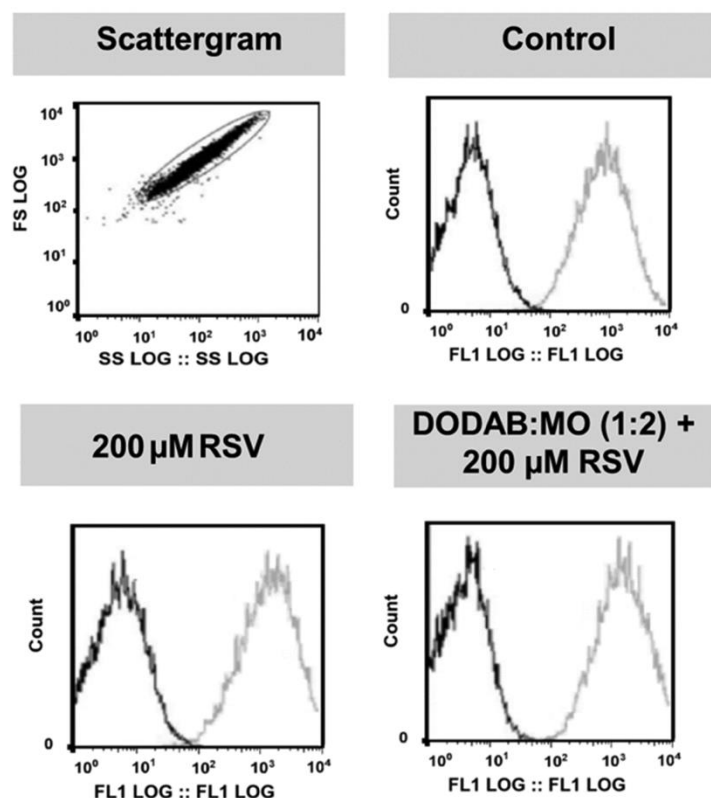 Scattergram
Control
10⁴
10³
10²
10¹
10⁰
FS LOG
10⁰ 10¹ 10² 10³ 10⁴
SS LOG :: SS LOG
Count
0
10⁰ 10¹ 10² 10³ 10⁴
FL1 LOG :: FL1 LOG
200 µM RSV
DODAB:MO (1:2) +
200 µM RSV
Count
0
10⁰ 10¹ 10² 10³ 10⁴
FL1 LOG :: FL1 LOG
Count
0
10⁰ 10¹ 10² 10³ 10⁴
FL1 LOG :: FL1 LOG